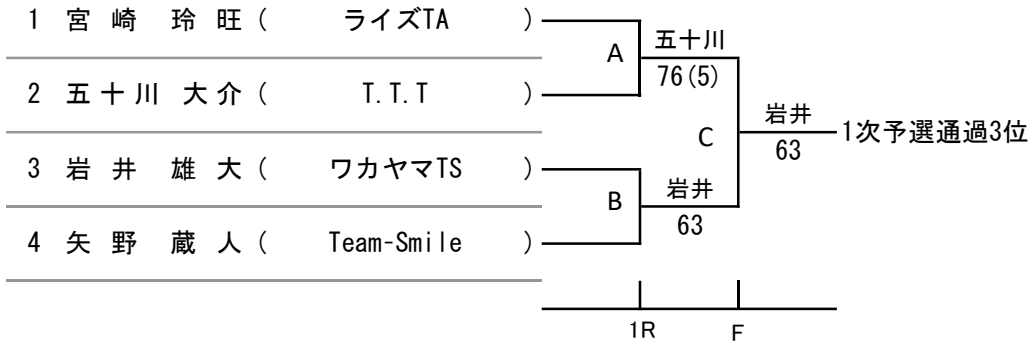 1 宮崎 玲旺 ( ライズTA )
五十川
A
76(5)
2 五十川 大介 ( T.T.T )
岩井
C
1次予選通過3位
63
3 岩井 雄大 ( ワカヤマTS )
岩井
B
63
4 矢野 蔵人 ( Team-Smile )
1R F